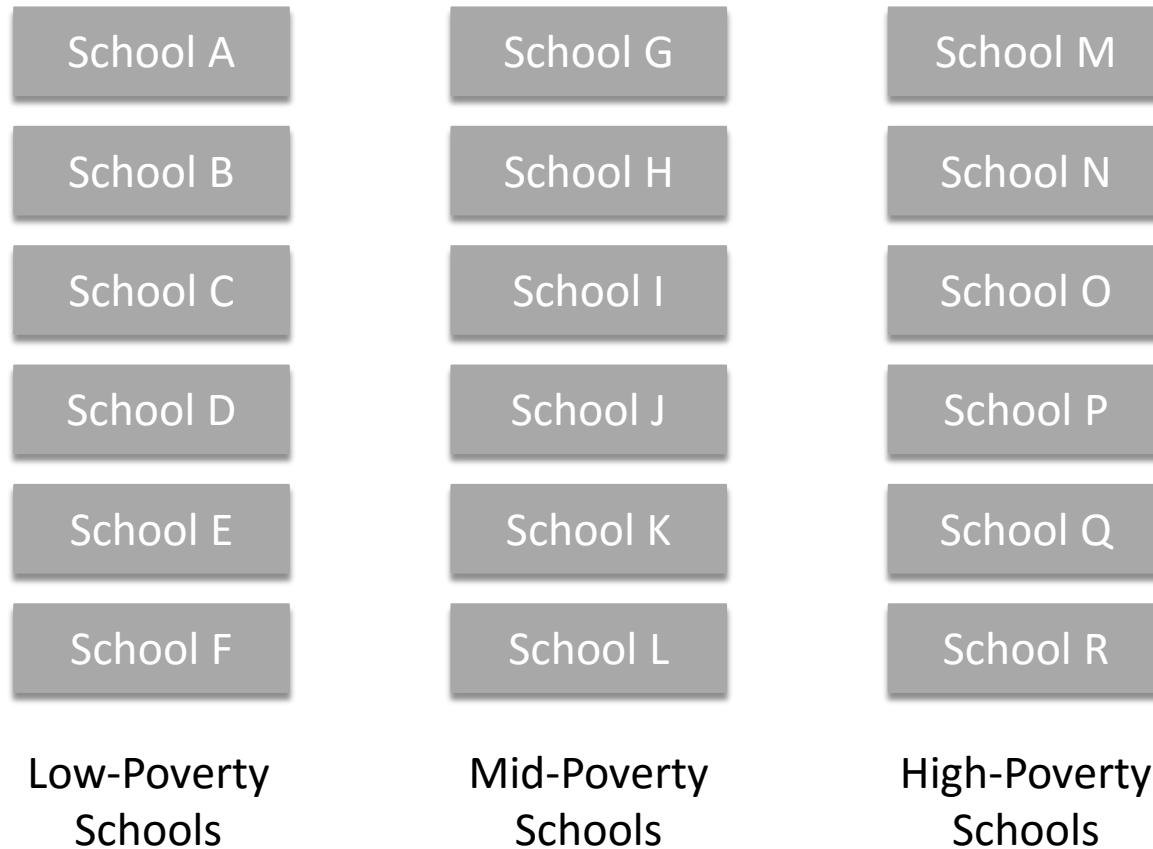 School A
School G
School M
School B
School H
School N
School C
School I
School O
School D
School J
School P
School E
School K
School Q
School F
School L
School R
Low-Poverty
Schools
Mid-Poverty
Schools
High-Poverty
Schools